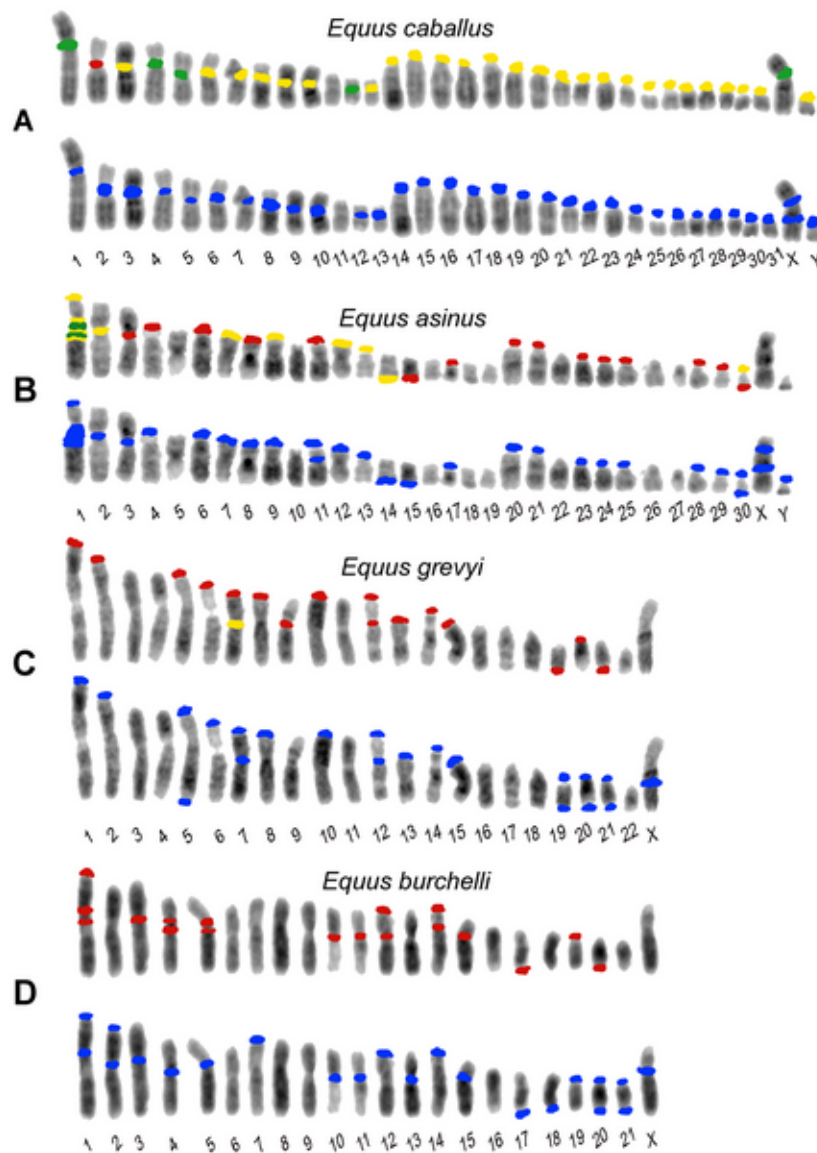 Equus caballus
A
1 2 3 4 5 6 7 8 9 10 11 12 13 14 15 16 17 18 19 20 21 22 23 24 25 26 27 28 29 30 31 X Y
Equus asinus
B
1 2 3 4 5 6 7 8 9 10 11 12 13 14 15 16 17 18 19 20 21 22 23 24 25 26 27 28 29 30 X Y
Equus grevyi
C
1 2 3 4 5 6 7 8 9 10 11 12 13 14 15 16 17 18 19 20 21 22 X
Equus burchelli
D
1 2 3 4 5 6 7 8 9 10 11 12 13 14 15 16 17 18 19 20 21 X